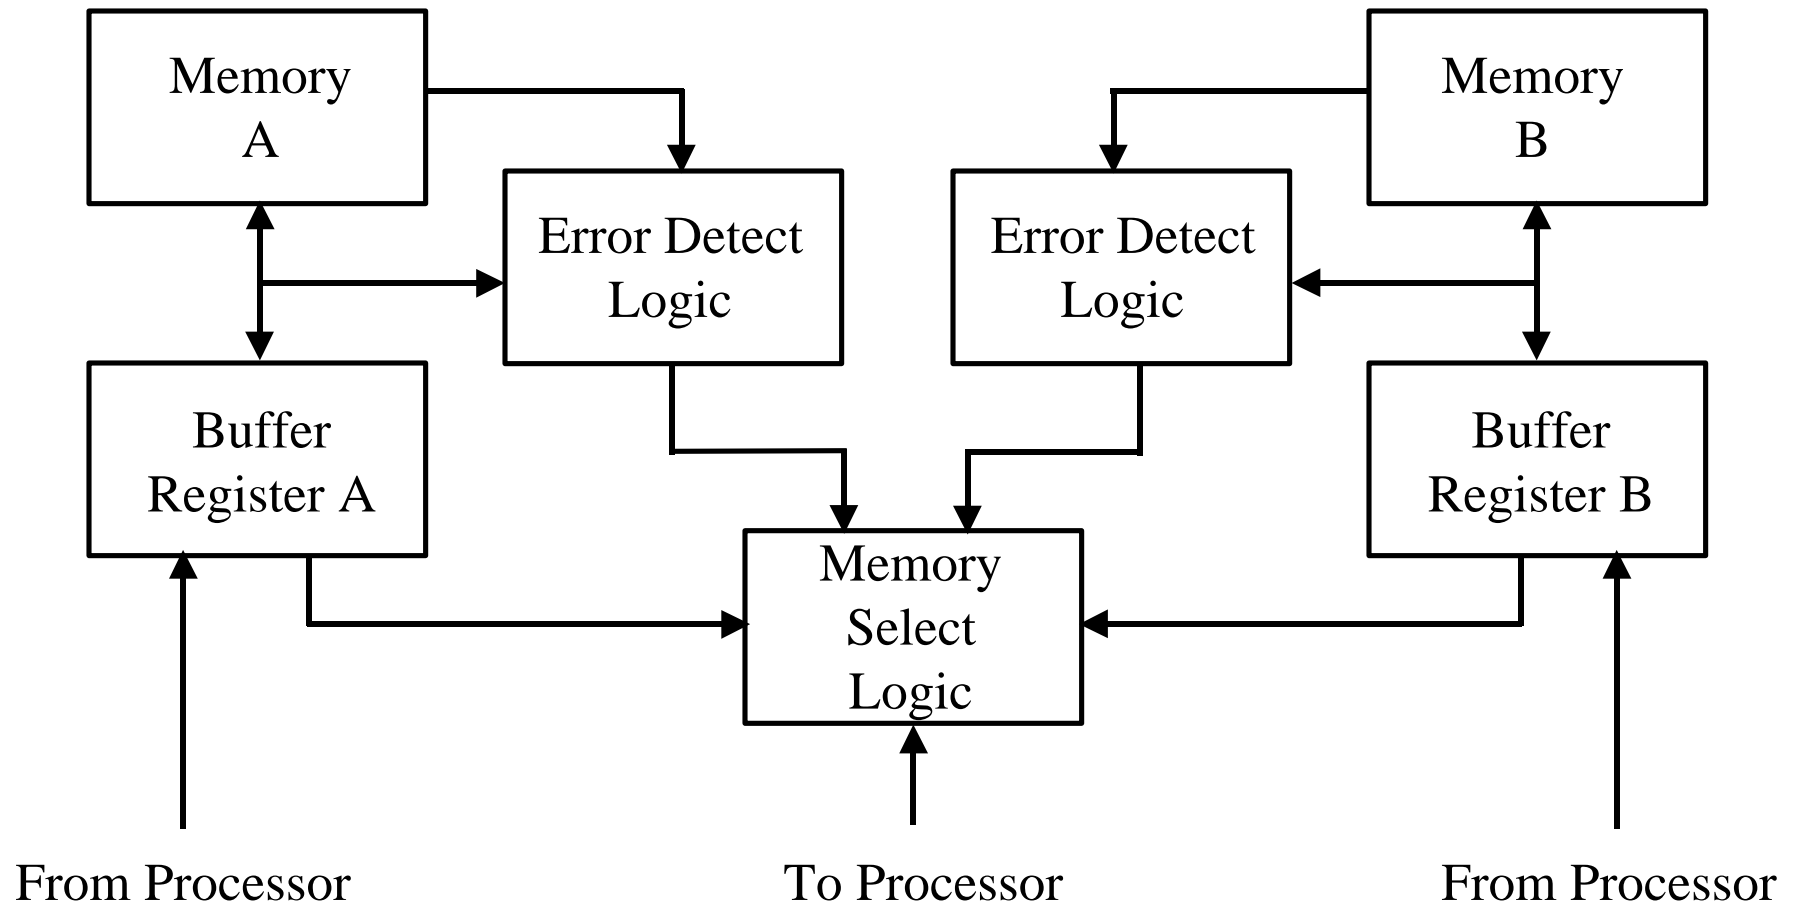 Memory
A
Memory
B
Error Detect
Logic
Error Detect
Logic
Buffer
Register A
Buffer
Register B
Memory
Select
Logic
From Processor
To Processor
From Processor